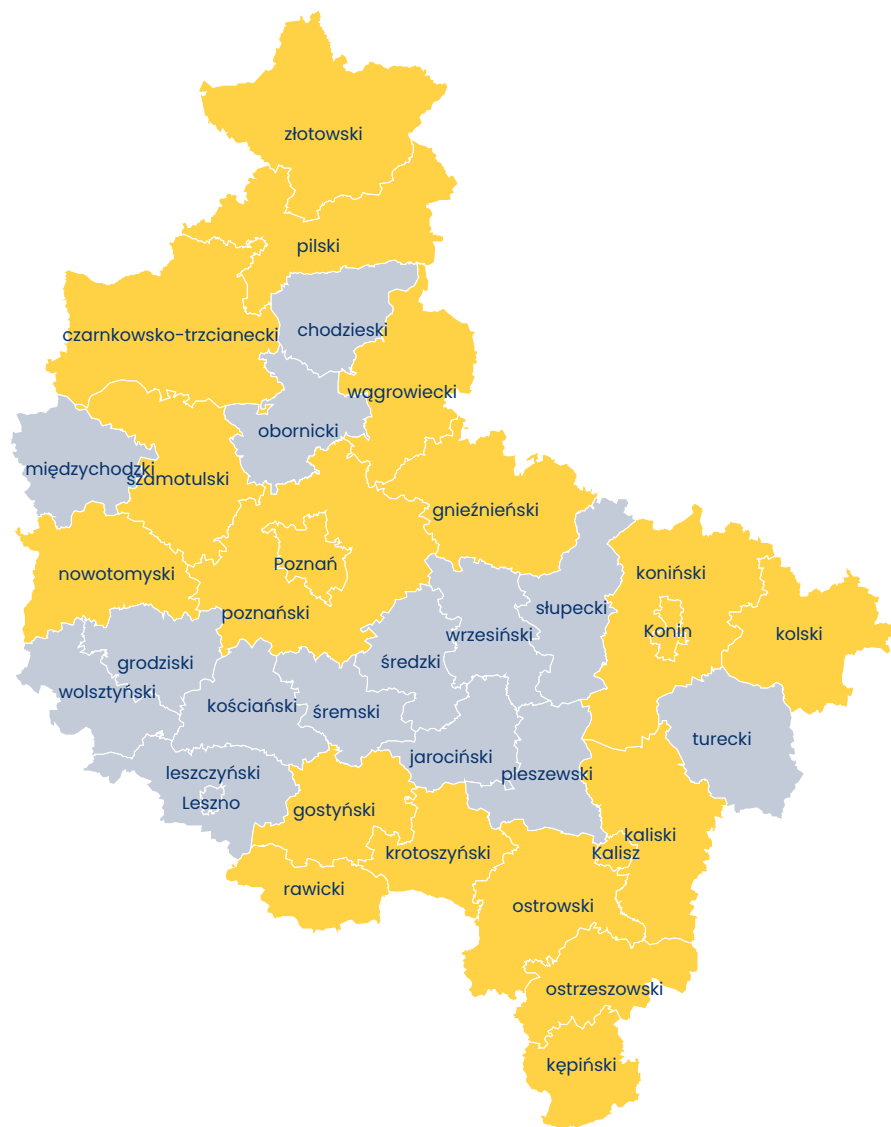 złotowski
pilski
chodzieski
czarnkowsko-trzcianecki
wągrowiecki
obornicki
międzychodzki
szamotulski
gnieźnieński
Poznań
nowotomyski
koniński
poznański
słupecki
Konin
kolski
wrzesiński
średzki
grodziski
wolsztyński
kościański
śremski
turecki
jarociński
leszczyński
pleszewski
Leszno
gostyński
kaliski
krotoszyński
Kalisz
rawicki
ostrowski
ostrzeszowski
kępiński